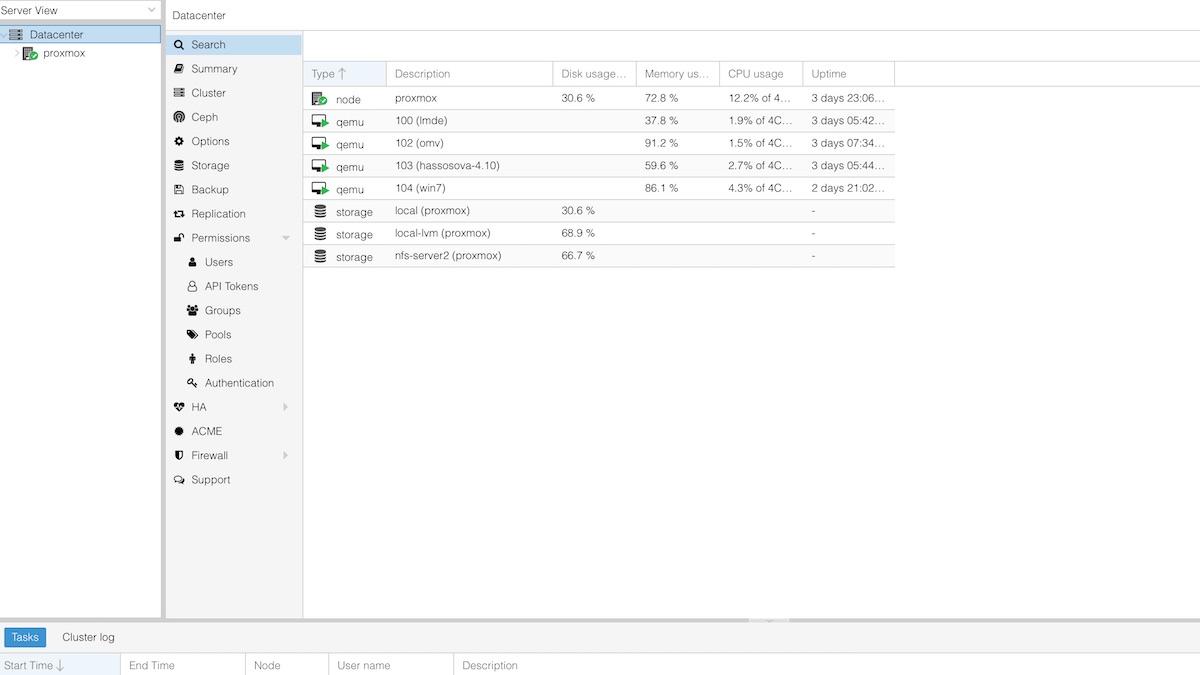 Server View
Datacenter
proxmox
Datacenter
Search
Summary
Cluster
Ceph
Options
Storage
Backup
Replication
Permissions
Users
API Tokens
Groups
Pools
Roles
Authentication
HA
ACME
Firewall
Support
Type Description Disk usage... Memory us... CPU usage Uptime
node proxmox 30.6 % 72.8 % 12.2% of 4... 3 days 23:06...
qemu 100 (lmde) 37.8 % 1.9% of 4C... 3 days 05:42...
qemu 102 (omv) 91.2 % 1.5% of 4C... 3 days 07:34...
qemu 103 (hassosova-4.10) 59.6 % 2.7% of 4C... 3 days 05:44...
qemu 104 (win7) 86.1 % 4.3% of 4C... 2 days 21:02...
storage local (proxmox) 30.6 % -
storage local-lvm (proxmox) 68.9 % -
storage nfs-server2 (proxmox) 66.7 % -
Tasks Cluster log
Start Time End Time Node User name Description